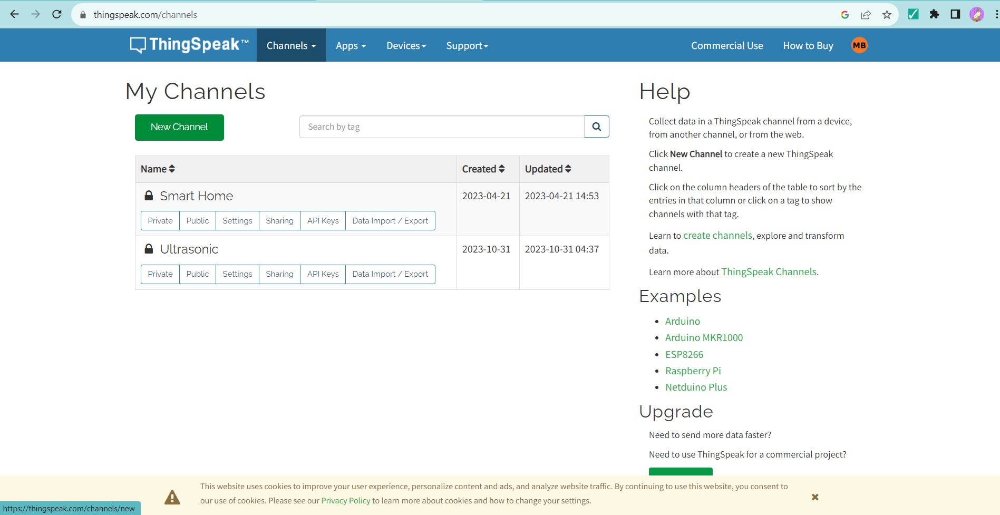 thingspeak.com/channels
ThingSpeak™ Channels Apps Devices Support Commercial Use How to Buy MB
My Channels
New Channel
Search by tag
Name Created Updated
Smart Home 2023-04-21 2023-04-21 14:53
Private Public Settings Sharing API Keys Data Import / Export
Ultrasonic 2023-10-31 2023-10-31 04:37
Private Public Settings Sharing API Keys Data Import / Export
Help
Collect data in a ThingSpeak channel from a device,
from another channel, or from the web.
Click New Channel to create a new ThingSpeak
channel.
Click on the column headers of the table to sort by the
entries in that column or click on a tag to show
channels with that tag.
Learn to create channels, explore and transform
data.
Learn more about ThingSpeak Channels.
Examples
• Arduino
• Arduino MKR1000
• ESP8266
• Raspberry Pi
• Netduino Plus
Upgrade
Need to send more data faster?
Need to use ThingSpeak for a commercial project?
This website uses cookies to improve your user experience, personalize content and ads, and analyze website traffic. By continuing to use this website, you consent to
our use of cookies. Please see our Privacy Policy to learn more about cookies and how to change your settings.
https://thingspeak.com/channels/new